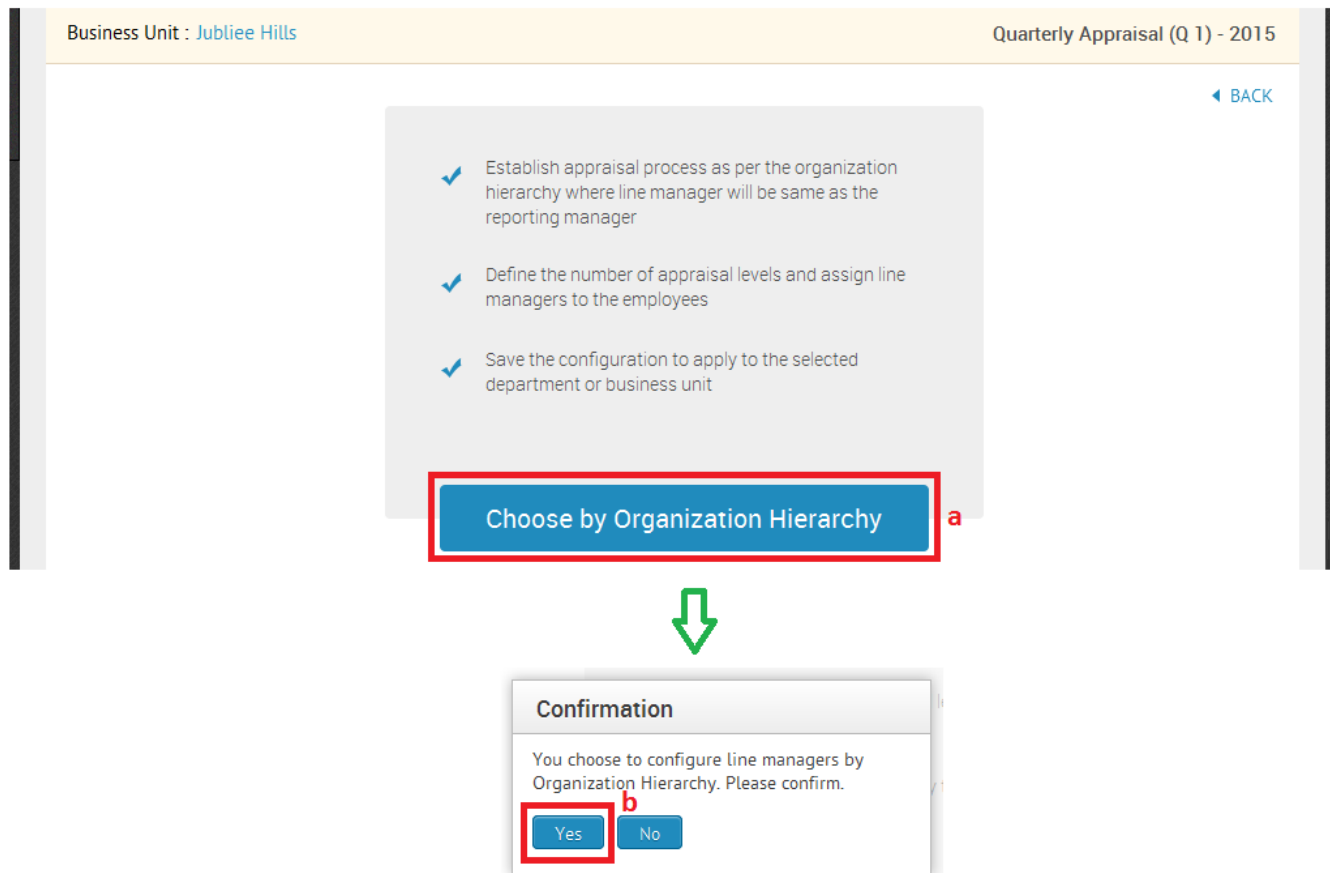 Business Unit : Jubliee Hills
Quarterly Appraisal (Q 1) - 2015
BACK
Establish appraisal process as per the organization
hierarchy where line manager will be same as the
reporting manager
Define the number of appraisal levels and assign line
managers to the employees
Save the configuration to apply to the selected
department or business unit
Choose by Organization Hierarchy
a
Confirmation
You choose to configure line managers by
Organization Hierarchy. Please confirm.
b
Yes
No